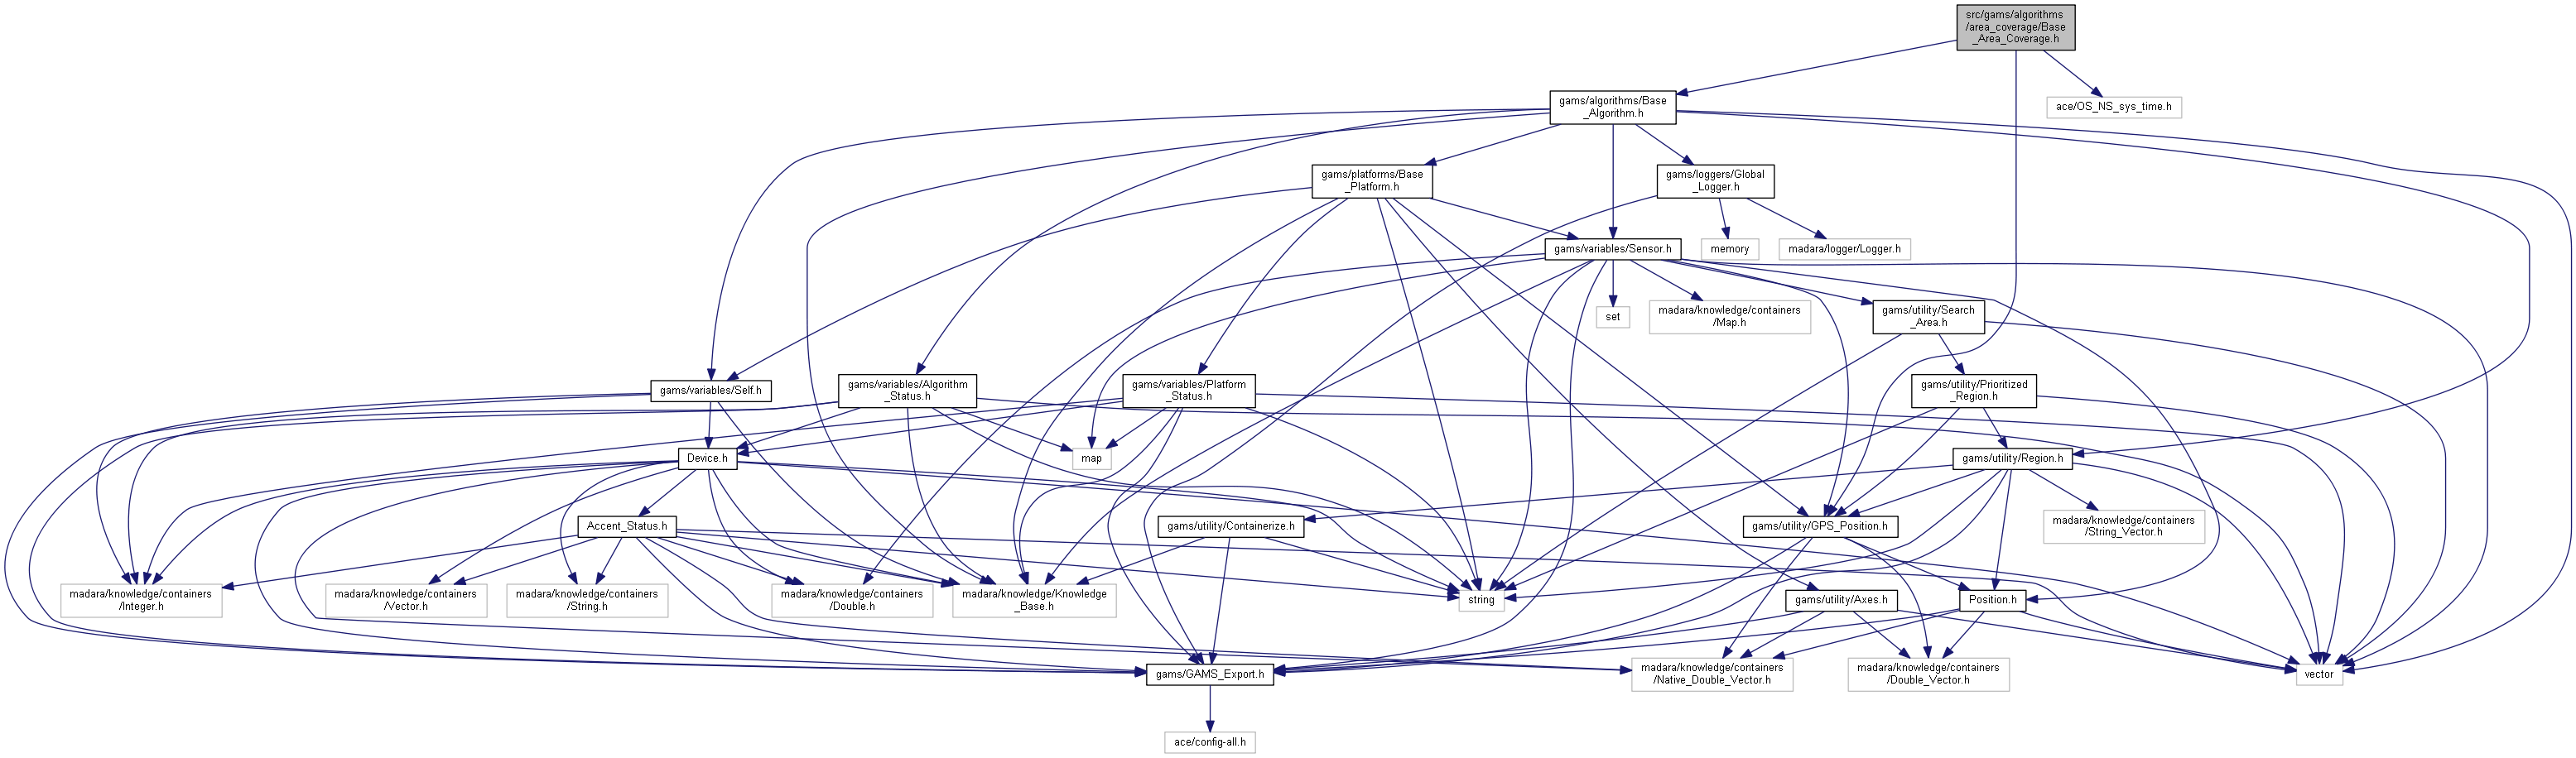 src/gams/algorithms
/area_coverage/Base
_Area_Coverage.h
gams/algorithms/Base
_Algorithm.h
ace/OS_NS_sys_time.h
gams/platforms/Base
_Platform.h
gams/loggers/Global
_Logger.h
gams/variables/Sensor.h
memory
madara/logger/Logger.h
set
madara/knowledge/containers
/Map.h
gams/utility/Search
_Area.h
gams/variables/Self.h
gams/variables/Algorithm
_Status.h
gams/variables/Platform
_Status.h
gams/utility/Prioritized
_Region.h
Device.h
map
gams/utility/Region.h
Accent_Status.h
gams/utility/Containerize.h
gams/utility/GPS_Position.h
madara/knowledge/containers
/String_Vector.h
madara/knowledge/containers
/Integer.h
madara/knowledge/containers
/Vector.h
madara/knowledge/containers
/String.h
madara/knowledge/containers
/Double.h
madara/knowledge/Knowledge
_Base.h
string
gams/utility/Axes.h
Position.h
gams/GAMS_Export.h
madara/knowledge/containers
/Native_Double_Vector.h
madara/knowledge/containers
/Double_Vector.h
vector
ace/config-all.h